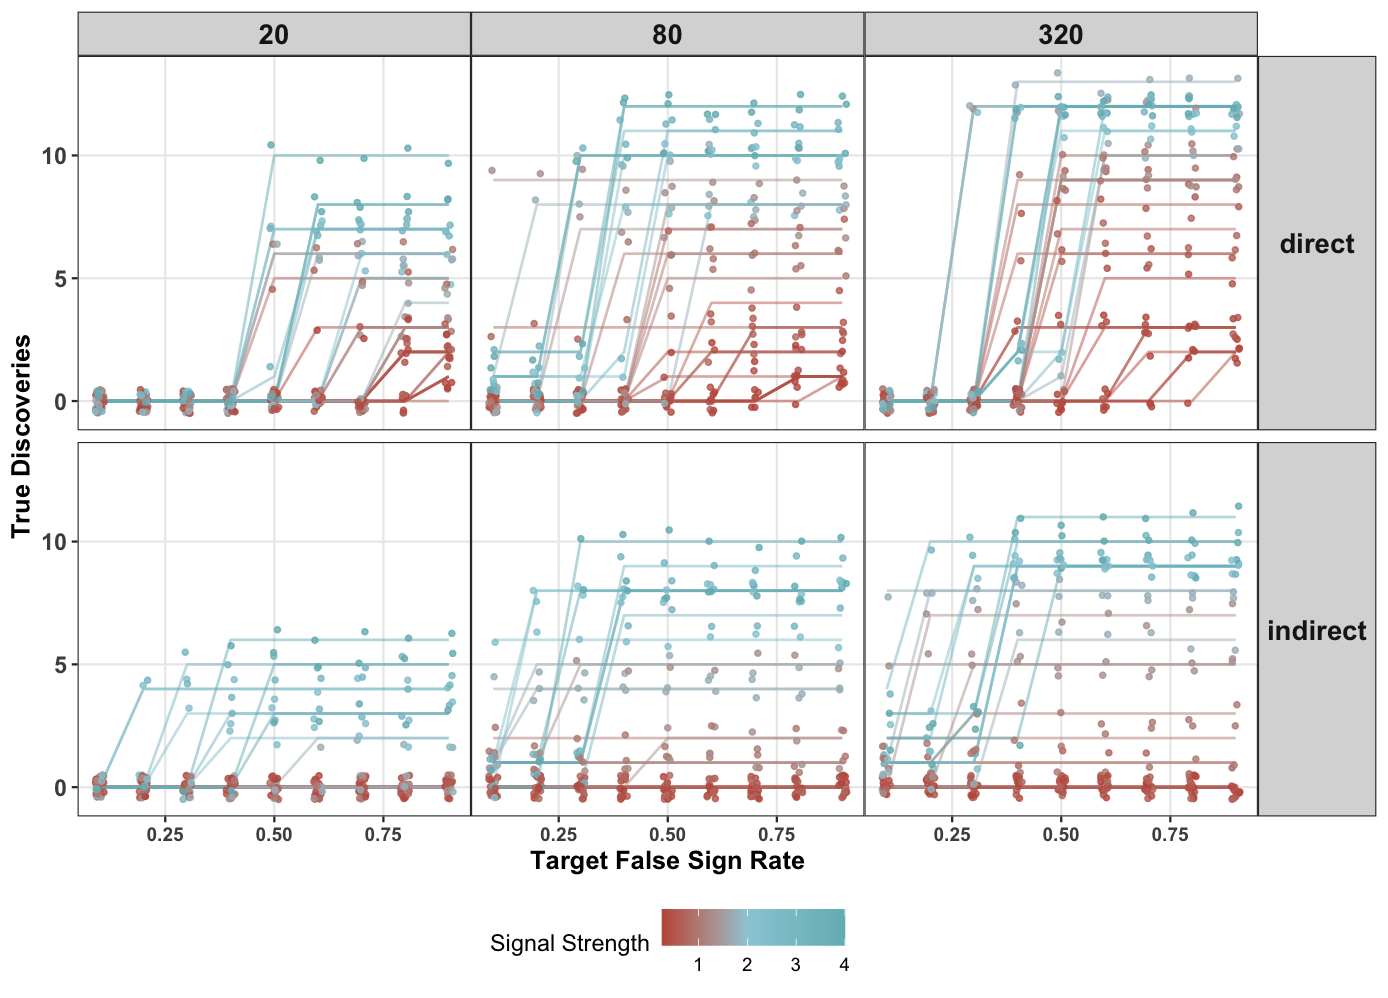 20 80 320
10
5
0
direct
True Discoveries
10
5
0
indirect
0.25 0.50 0.75 0.25 0.50 0.75 0.25 0.50 0.75
Target False Sign Rate
Signal Strength
1 2 3 4